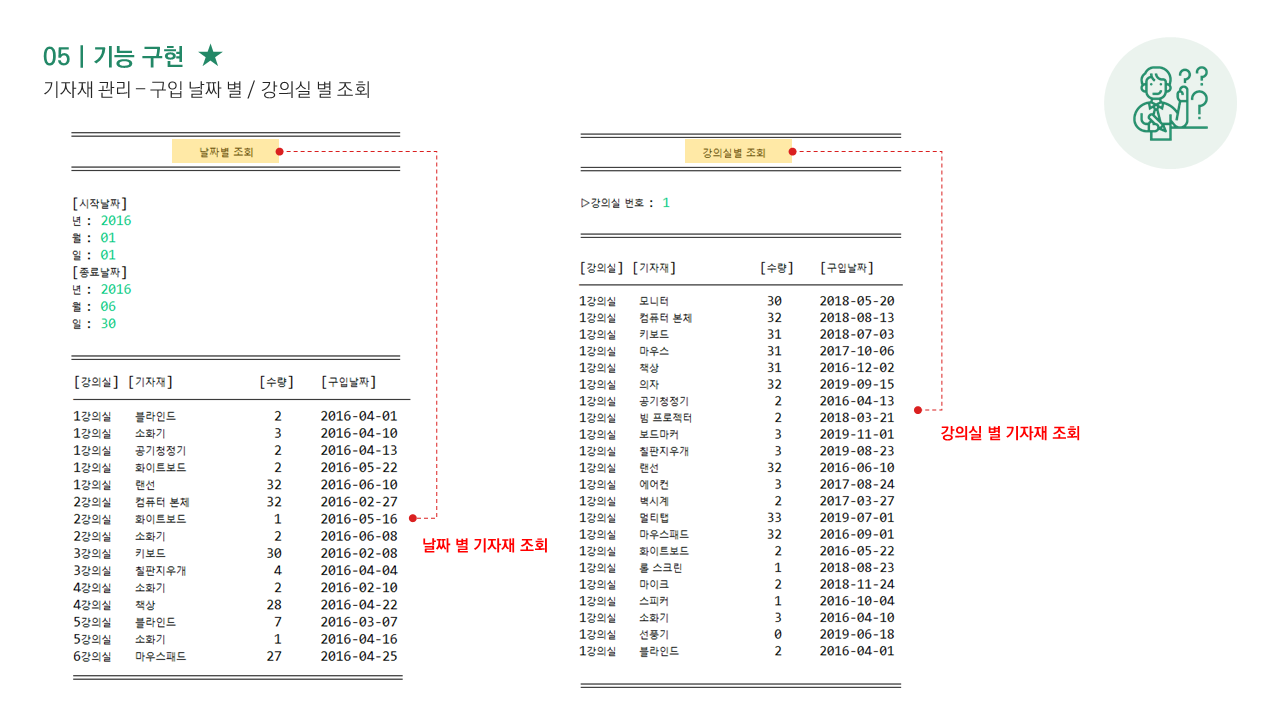 05 | 기능 구현 ★
기자재 관리 – 구입 날짜 별 / 강의실 별 조회
날짜별 조회
[시작날짜]
년 : 2016
월 : 01
일 : 01
[종료날짜]
년 : 2016
월 : 06
일 : 30
[강의실] [기자재] [수량] [구입날짜]
1강의실 블라인드 2 2016-04-01
1강의실 소화기 3 2016-04-10
1강의실 공기청정기 2 2016-04-13
1강의실 화이트보드 2 2016-05-22
1강의실 랜선 32 2016-06-10
2강의실 컴퓨터 본체 32 2016-02-27
2강의실 화이트보드 1 2016-05-16
2강의실 소화기 2 2016-06-08
3강의실 키보드 30 2016-02-08
3강의실 칠판지우개 4 2016-04-04
4강의실 소화기 2 2016-02-10
4강의실 책상 28 2016-04-22
5강의실 블라인드 7 2016-03-07
5강의실 소화기 1 2016-04-16
6강의실 마우스패드 27 2016-04-25
날짜 별 기자재 조회
강의실별 조회
▷강의실 번호 : 1
[강의실] [기자재] [수량] [구입날짜]
1강의실 모니터 30 2018-05-20
1강의실 컴퓨터 본체 32 2018-08-13
1강의실 키보드 31 2018-07-03
1강의실 마우스 31 2017-10-06
1강의실 책상 31 2016-12-02
1강의실 의자 32 2019-09-15
1강의실 공기청정기 2 2016-04-13
1강의실 빔 프로젝터 2 2018-03-21
1강의실 보드마커 3 2019-11-01
1강의실 칠판지우개 3 2019-08-23
1강의실 랜선 32 2016-06-10
1강의실 에어컨 3 2017-08-24
1강의실 벽시계 2 2017-03-27
1강의실 멀티탭 33 2019-07-01
1강의실 마우스패드 32 2016-09-01
1강의실 화이트보드 2 2016-05-22
1강의실 롤 스크린 1 2018-08-23
1강의실 마이크 2 2018-11-24
1강의실 스피커 1 2016-10-04
1강의실 소화기 3 2016-04-10
1강의실 선풍기 0 2019-06-18
1강의실 블라인드 2 2016-04-01
강의실 별 기자재 조회